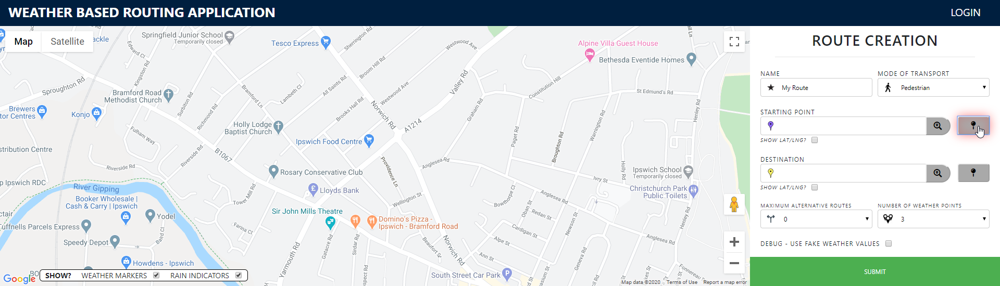 WEATHER BASED ROUTING APPLICATION
LOGIN
Map
Satellite
ackle
Springfield Junior School
Temporarily closed
Tesco Express
Sherrington Rd
Westwood Ave
Alpine Villa Guest House
Bethesda Eventide Homes
Edward Cl
Kingston Rd
Broom Hill Rd
Valley Rd
Sproughton Rd
Bramford Road
Methodist Church
Surbiton Rd
Richmond Rd
Bramford Ln
Lambeth Cl
All Saints Rd
Westwood Ave
Constitution Hill
St Edmund's Rd
Brewers
tor Centres
Konjo
Brooks Hall Rd
Norwich Rd
Graham Rd
Henley Rd
Holly Lodge
Baptist Church
A1214
Warrington Rd
Paget Rd
Broughton Rd
Fulham Way
Ipswich Food Centre
stribution Centre
Riverside Rd
B1067
Providence Ln
Anglesea Rd
Holly Rd
Riverside Rd
Rosary Conservative Club
Ipswich School
Temporarily closed
Ivry St
p Ipswich RDC
River Gipping
Lloyds Bank
Christchurch Park
Public Toilets
Booker Wholesale |
Cash & Carry | Ipswich
Tower Mill Rd
Wellington St
Bowthorpe Cl
Anglesea Rd
Oban St
Sir John Mills Theatre
Redan St
Newson St
Henley Rd
Yodel
Domino's Pizza -
Ipswich - Bramford Road
Tuffnells Parcels Express
Farina Cl
Cardigan St
Baird Cl
Speedy Depot
Gatacre Rd
Sirdar Rd
Beaufort St
Norwich Rd
Alpe St
Anglesea Rd
Yarmouth Rd
Ann St
Geneva Rd
Howdens - Ipswich
Fonnereau
South Street Car Park
Google
SHOW?
WEATHER MARKERS
RAIN INDICATORS
Map data ©2020
Terms of Use
Report a map error
ROUTE CREATION
NAME
MODE OF TRANSPORT
My Route
Pedestrian
STARTING POINT
SHOW LAT/LNG?
DESTINATION
SHOW LAT/LNG?
MAXIMUM ALTERNATIVE ROUTES
NUMBER OF WEATHER POINTS
0
3
DEBUG - USE FAKE WEATHER VALUES
SUBMIT